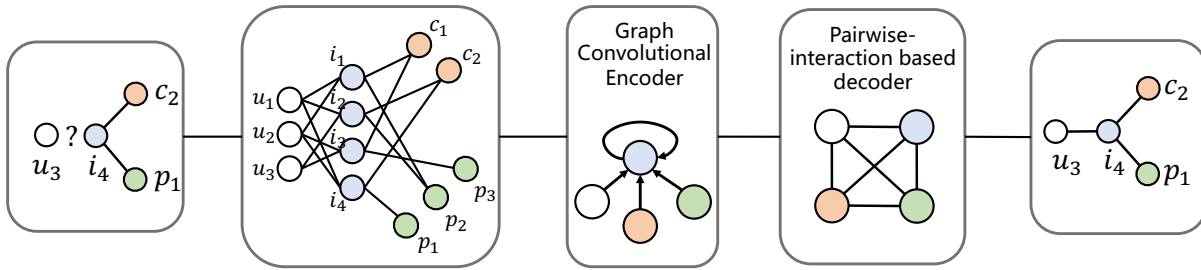 c₂
?
u₃
i₄
p₁
c₁
c₂
i₁
u₁
i₂
u₂
i₃
u₃
i₄
p₃
p₂
p₁
Graph
Convolutional
Encoder
Pairwise-
interaction based
decoder
c₂
u₃
i₄
p₁